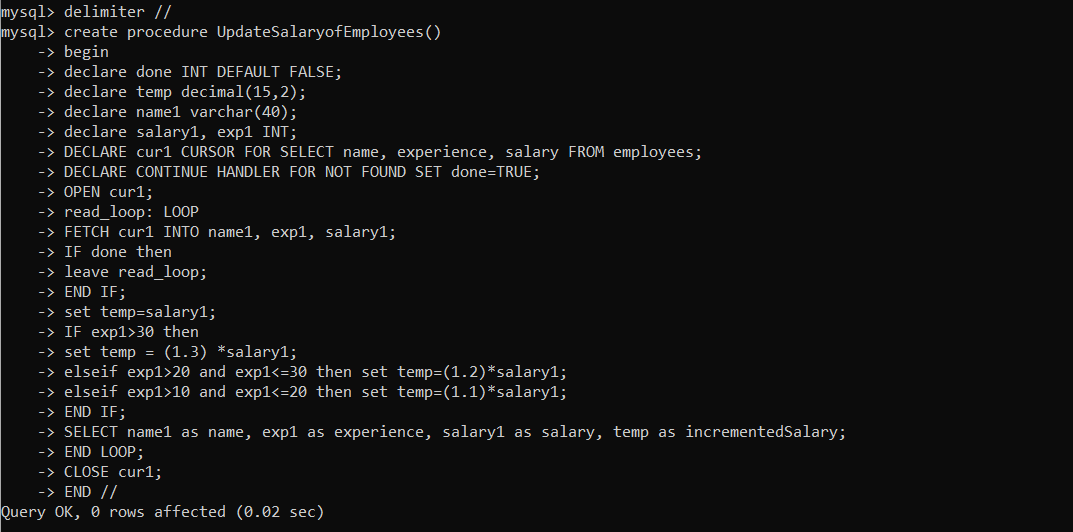 mysql> delimiter //
mysql> create procedure UpdateSalaryofEmployees()
    -> begin
    -> declare done INT DEFAULT FALSE;
    -> declare temp decimal(15,2);
    -> declare name1 varchar(40);
    -> declare salary1, exp1 INT;
    -> DECLARE cur1 CURSOR FOR SELECT name, experience, salary FROM employees;
    -> DECLARE CONTINUE HANDLER FOR NOT FOUND SET done=TRUE;
    -> OPEN cur1;
    -> read_loop: LOOP
    -> FETCH cur1 INTO name1, exp1, salary1;
    -> IF done then
    -> leave read_loop;
    -> END IF;
    -> set temp=salary1;
    -> IF exp1>30 then
    -> set temp = (1.3) *salary1;
    -> elseif exp1>20 and exp1<=30 then set temp=(1.2)*salary1;
    -> elseif exp1>10 and exp1<=20 then set temp=(1.1)*salary1;
    -> END IF;
    -> SELECT name1 as name, exp1 as experience, salary1 as salary, temp as incrementedSalary;
    -> END LOOP;
    -> CLOSE cur1;
    -> END //
Query OK, 0 rows affected (0.02 sec)